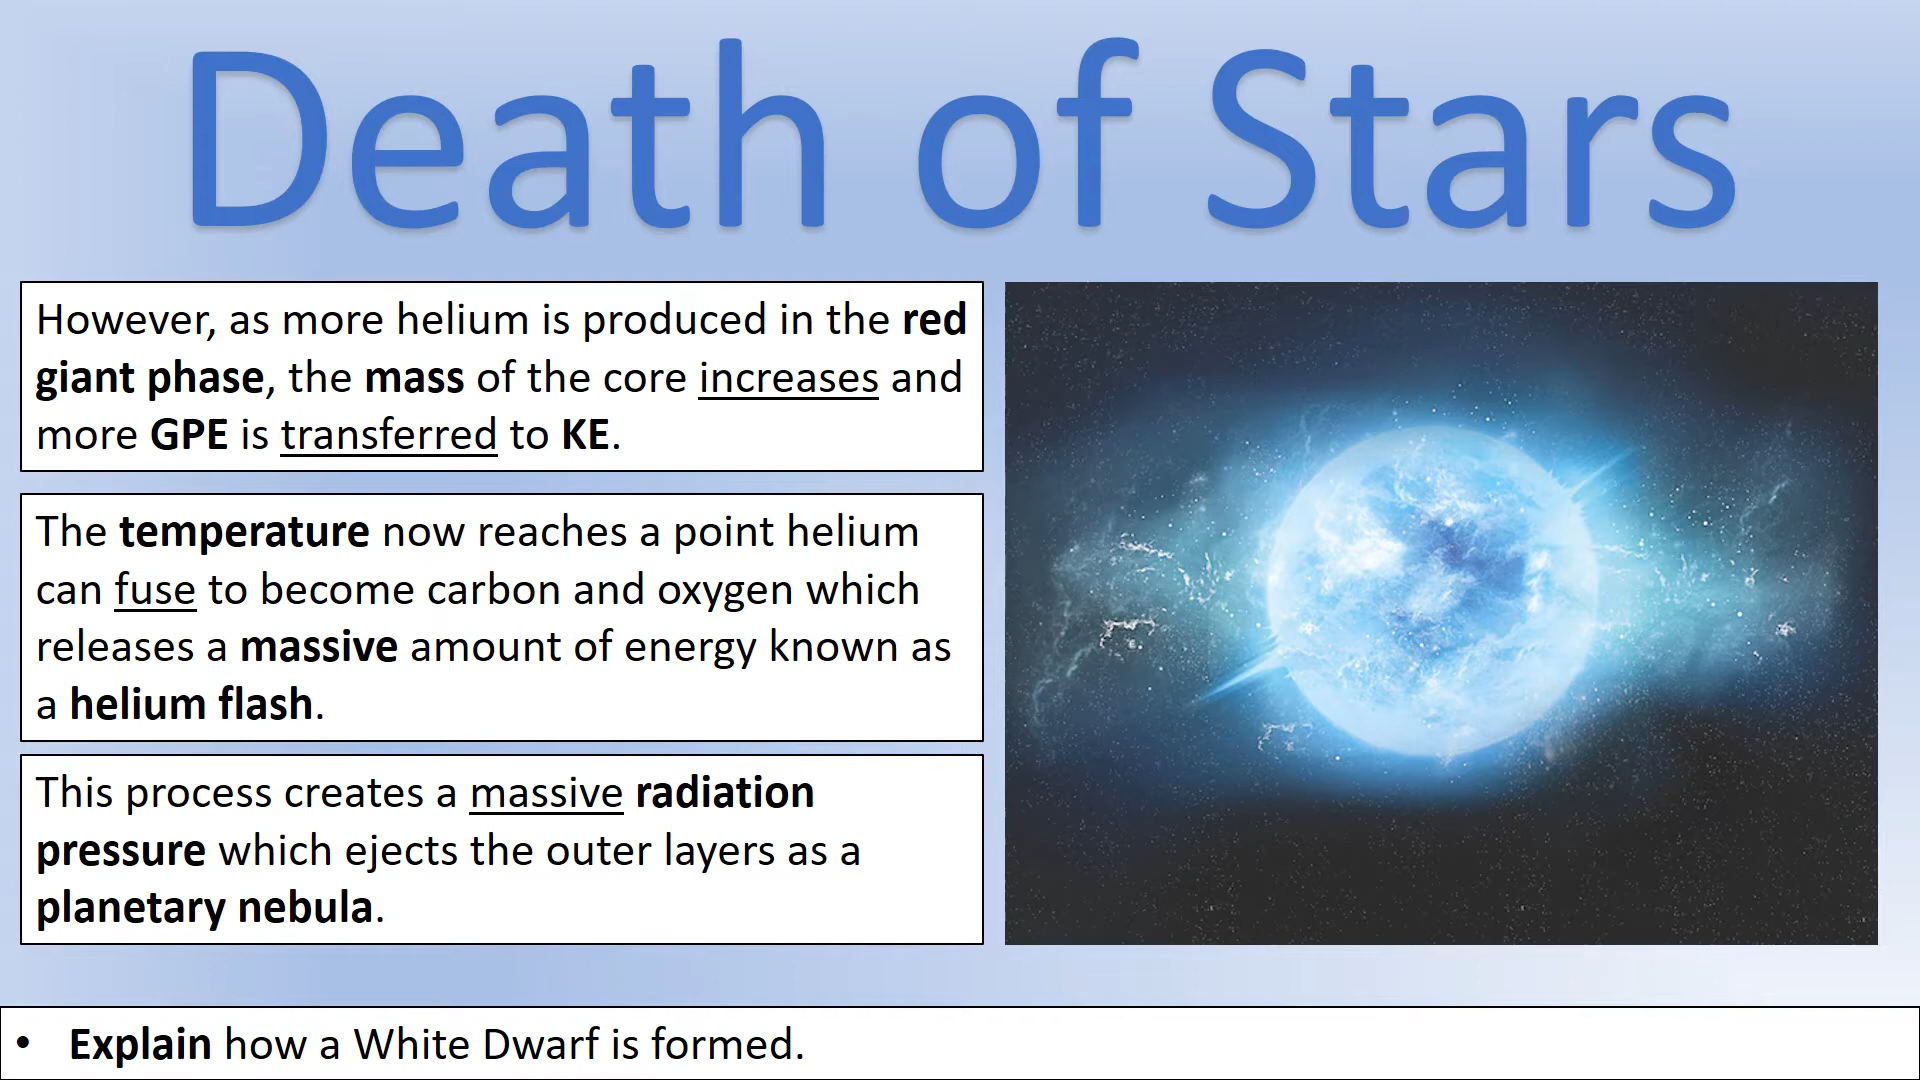 Death of Stars
However, as more helium is produced in the red
giant phase, the mass of the core increases and
more GPE is transferred to KE.
The temperature now reaches a point helium
can fuse to become carbon and oxygen which
releases a massive amount of energy known as
a helium flash.
This process creates a massive radiation
pressure which ejects the outer layers as a
planetary nebula.
• Explain how a White Dwarf is formed.